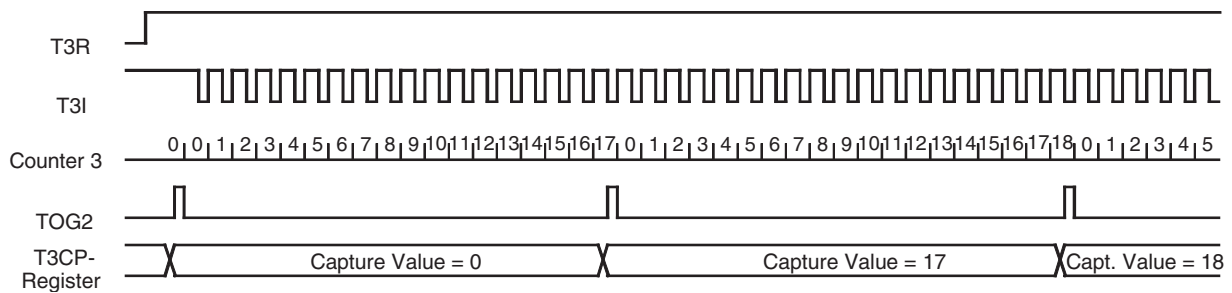 T3R
T3I
Counter 3 0 0 1 2 3 4 5 6 7 8 9 10 11 12 13 14 15 16 17 0 1 2 3 4 5 6 7 8 9 10 11 12 13 14 15 16 17 18 0 1 2 3 4 5
TOG2
T3CP-
Register
Capture Value = 0 Capture Value = 17 Capt. Value = 18